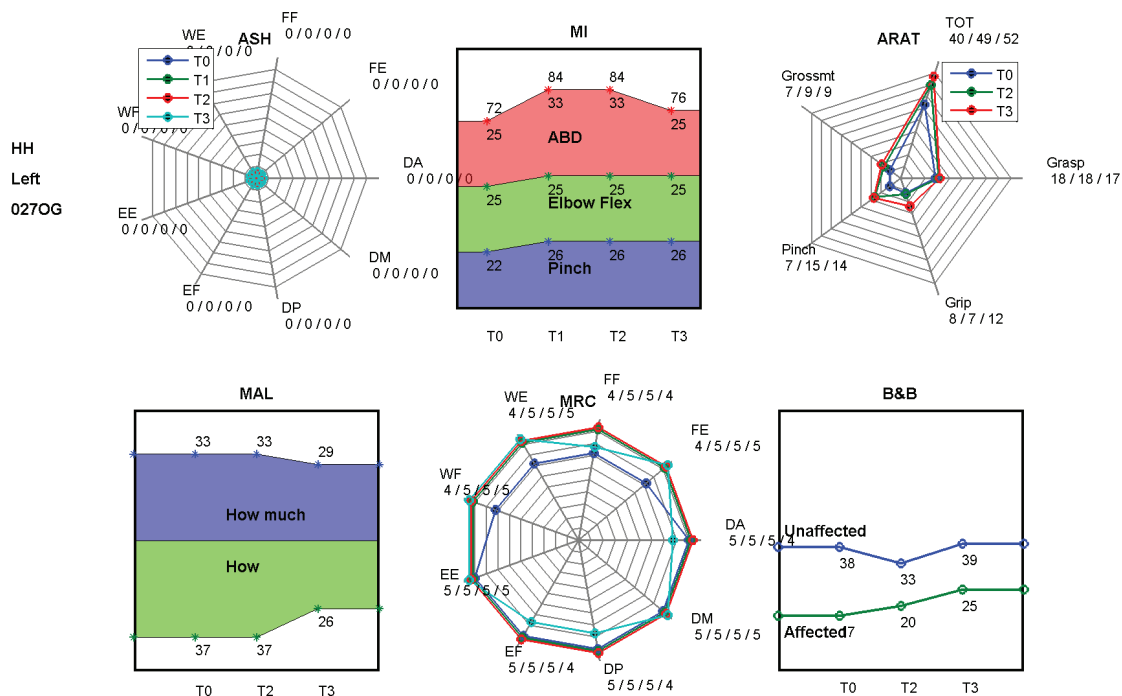 HH
Left
027OG
ASH
FF
0 / 0 / 0 / 0
WE
0 / 0 / 0 / 0
FE
0 / 0 / 0 / 0
WF
0 / 0 / 0 / 0
DA
0 / 0 / 0 / 0
EE
0 / 0 / 0 / 0
DM
0 / 0 / 0 / 0
EF
0 / 0 / 0 / 0
DP
0 / 0 / 0 / 0
T0
T1
T2
T3
MI
72
84
84
76
25
33
33
25
ABD
25
25
25
25
Elbow Flex
22
26
26
26
Pinch
T0 T1 T2 T3
ARAT
TOT
40 / 49 / 52
Grossmt
7 / 9 / 9
T0
T2
T3
Grasp
18 / 18 / 17
Pinch
7 / 15 / 14
Grip
8 / 7 / 12
MAL
33
33
29
How much
How
37
37
26
T0 T2 T3
MRC
FF
4 / 5 / 5 / 4
WE
4 / 5 / 5 / 5
FE
4 / 5 / 5 / 5
WF
4 / 5 / 5 / 5
DA
5 / 5 / 5 / 4
EE
5 / 5 / 5 / 5
DM
5 / 5 / 5 / 5
EF
5 / 5 / 5 / 4
DP
5 / 5 / 5 / 4
B&B
Unaffected
38
33
39
Affected
20
25
T0 T2 T3